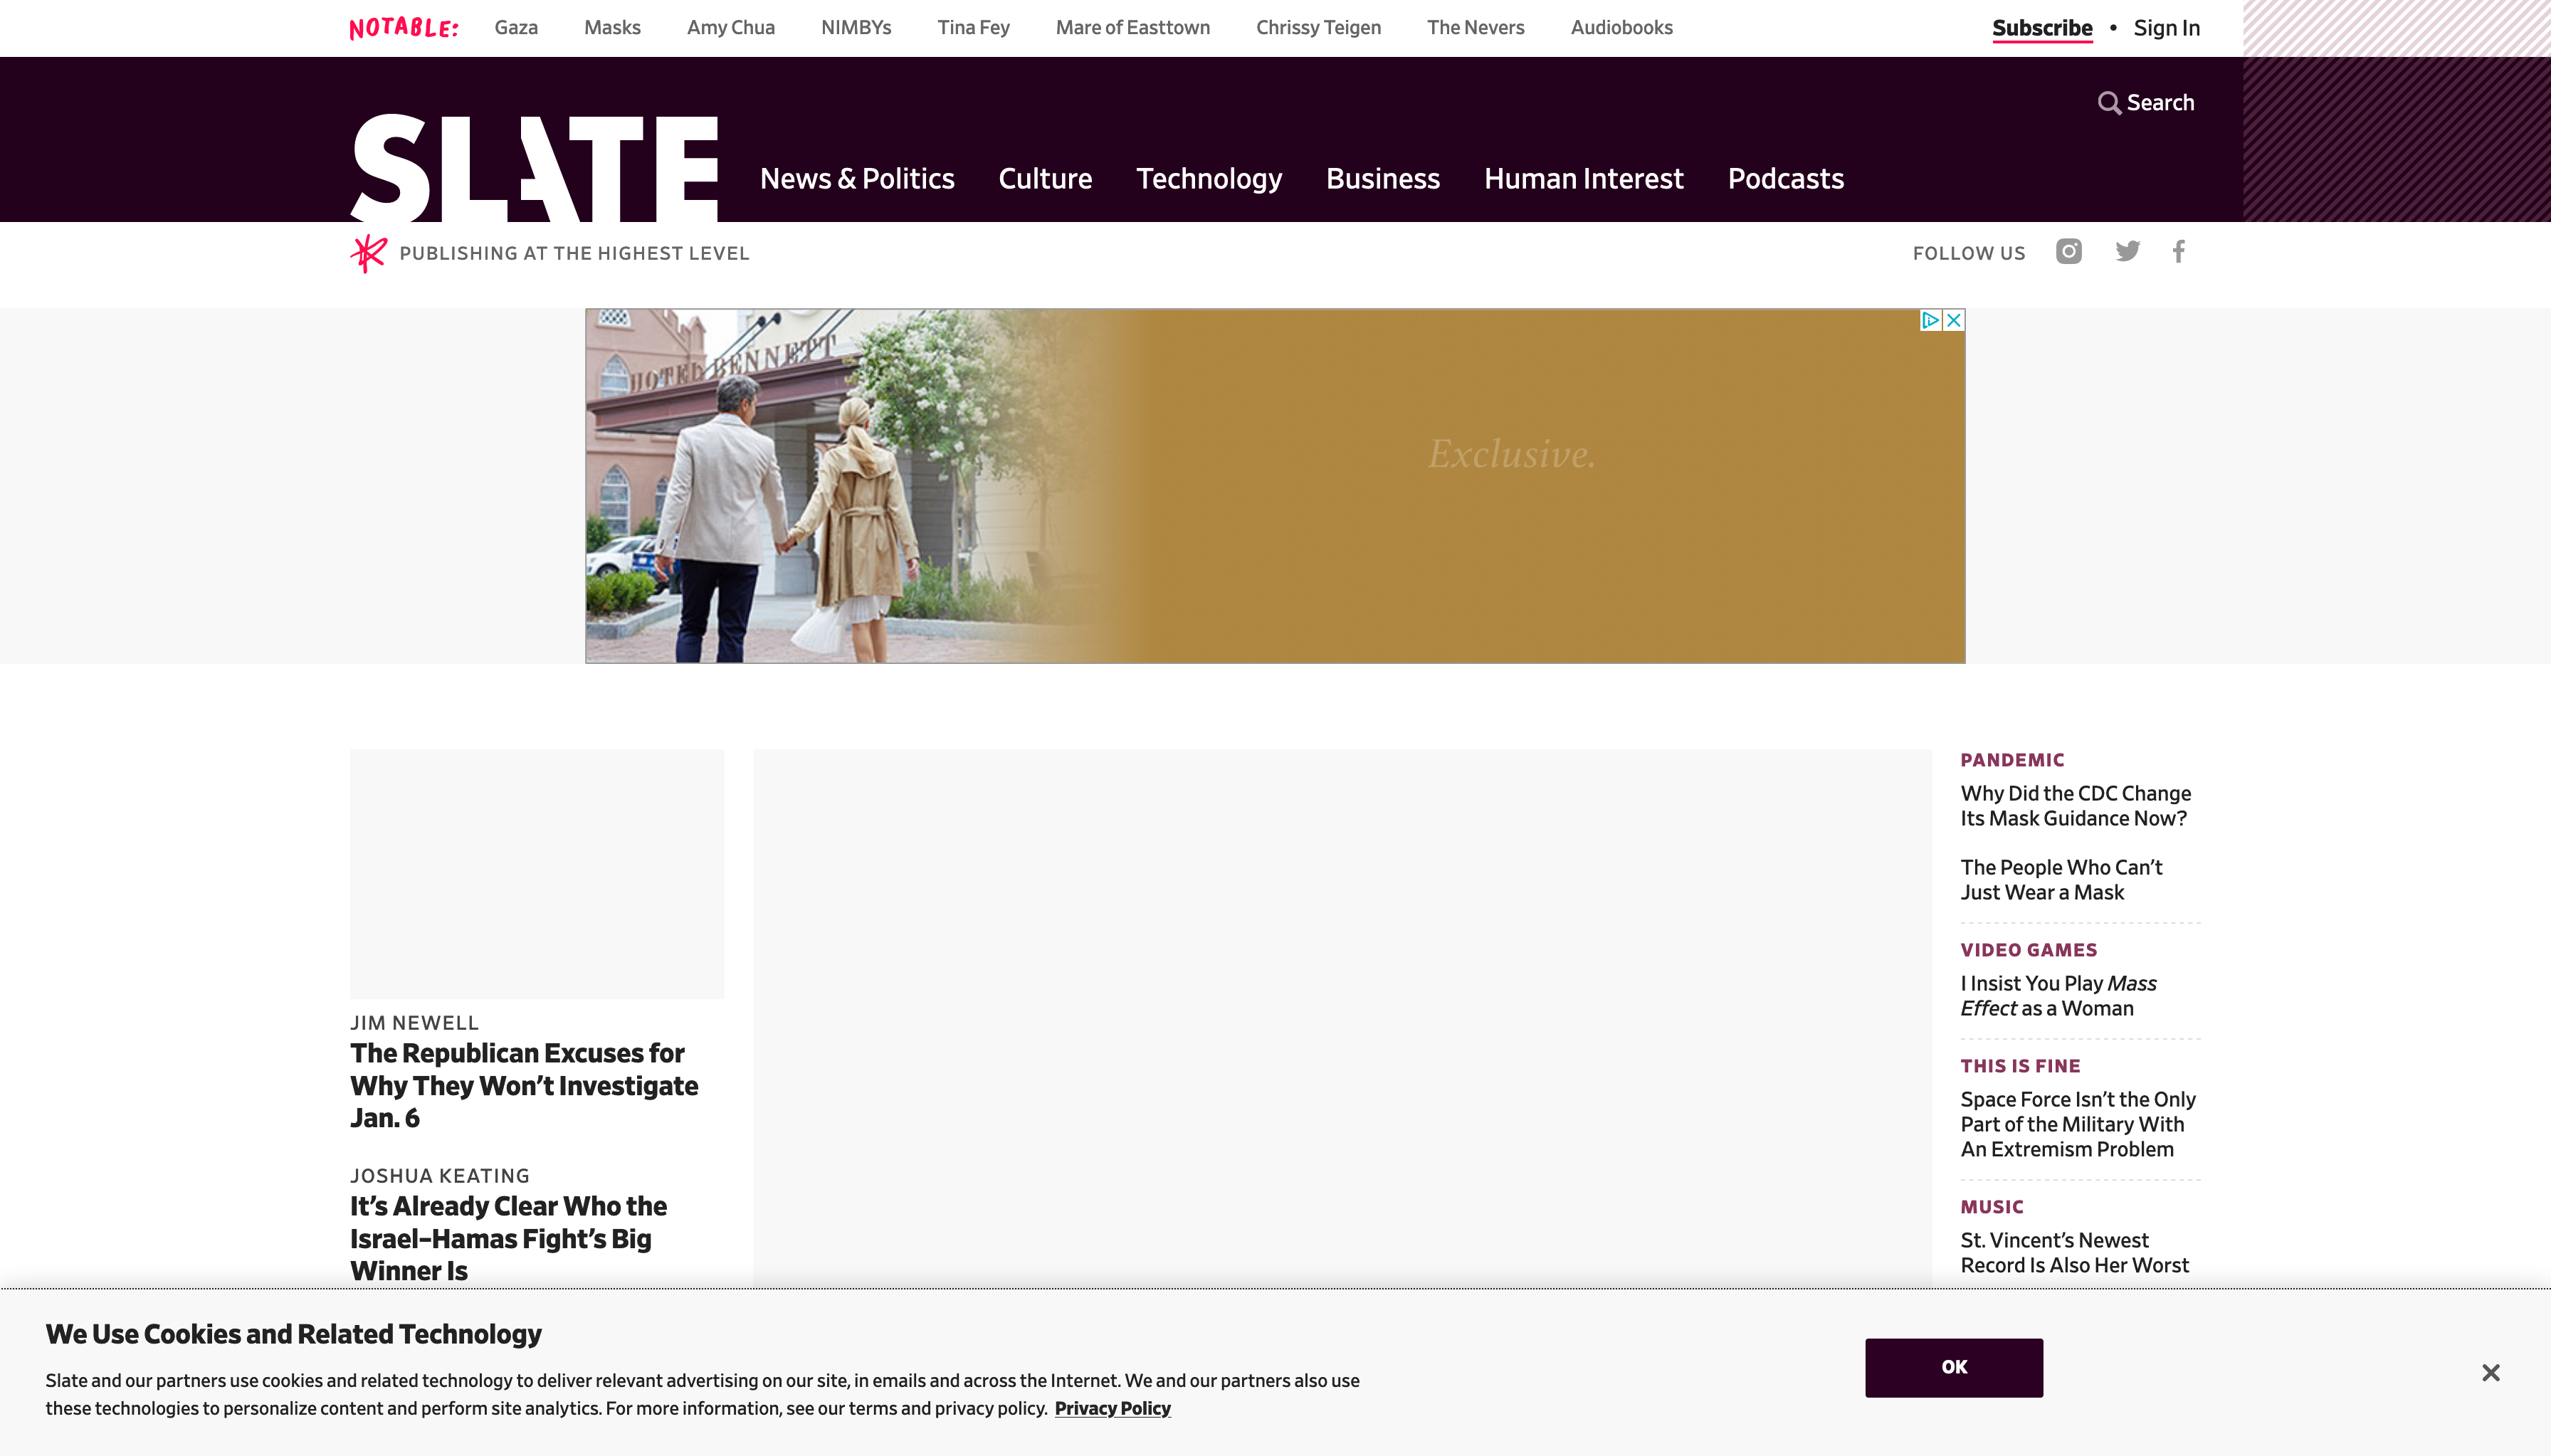 NOTABLE: Gaza Masks Amy Chua NIMBYs Tina Fey Mare of Easttown Chrissy Teigen The Nevers Audiobooks Subscribe • Sign In
Search
SLATE
News & Politics Culture Technology Business Human Interest Podcasts
PUBLISHING AT THE HIGHEST LEVEL
FOLLOW US
HOTEL BENNETT
Exclusive.
JIM NEWELL
The Republican Excuses for
Why They Won’t Investigate
Jan. 6
JOSHUA KEATING
It’s Already Clear Who the
Israel–Hamas Fight’s Big
Winner Is
PANDEMIC
Why Did the CDC Change
Its Mask Guidance Now?
The People Who Can’t
Just Wear a Mask
VIDEO GAMES
I Insist You Play Mass
Effect as a Woman
THIS IS FINE
Space Force Isn’t the Only
Part of the Military With
An Extremism Problem
MUSIC
St. Vincent’s Newest
Record Is Also Her Worst
We Use Cookies and Related Technology
Slate and our partners use cookies and related technology to deliver relevant advertising on our site, in emails and across the Internet. We and our partners also use
these technologies to personalize content and perform site analytics. For more information, see our terms and privacy policy. Privacy Policy
OK